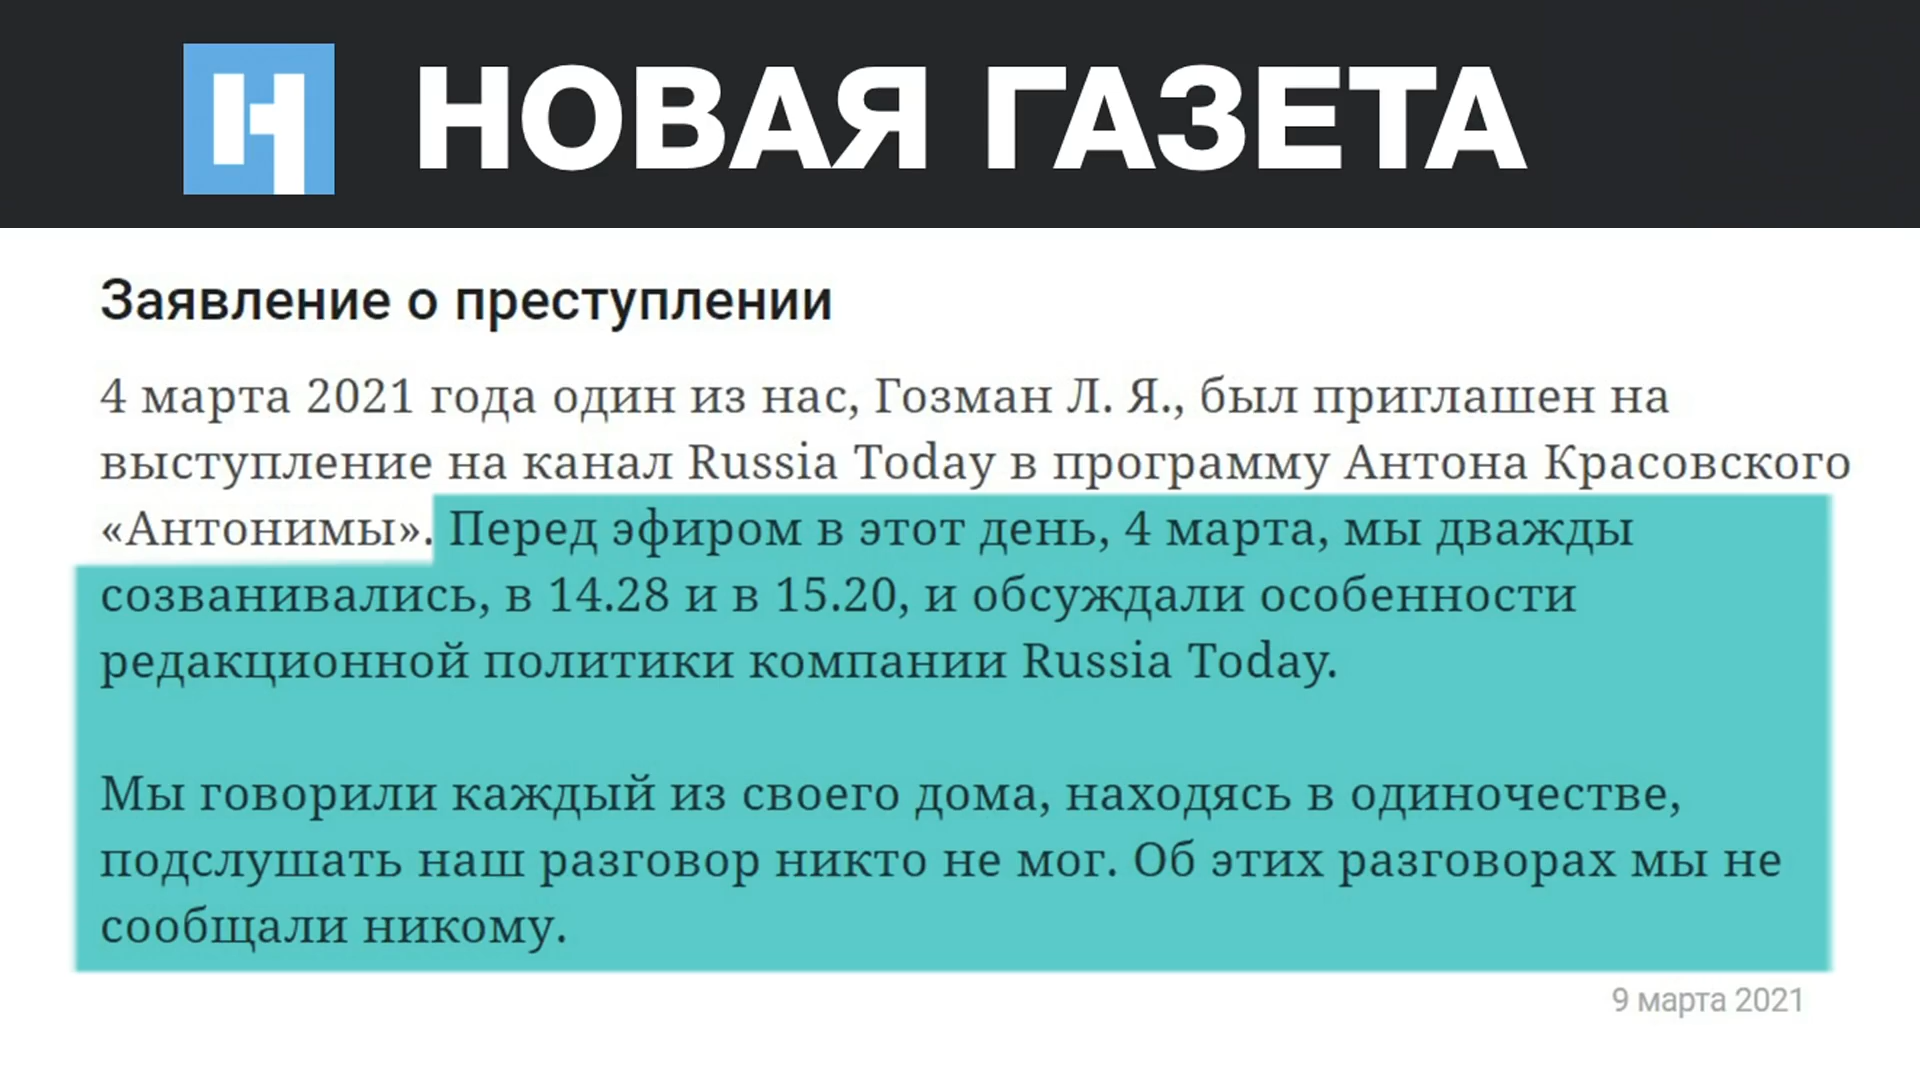 НОВАЯ ГАЗЕТА
Заявление о преступлении
4 марта 2021 года один из нас, Гозман Л. Я., был приглашен на
выступление на канал Russia Today в программу Антона Красовского
«Антонимы». Перед эфиром в этот день, 4 марта, мы дважды
созванивались, в 14.28 и в 15.20, и обсуждали особенности
редакционной политики компании Russia Today.
Мы говорили каждый из своего дома, находясь в одиночестве,
подслушать наш разговор никто не мог. Об этих разговорах мы не
сообщали никому.
9 марта 2021